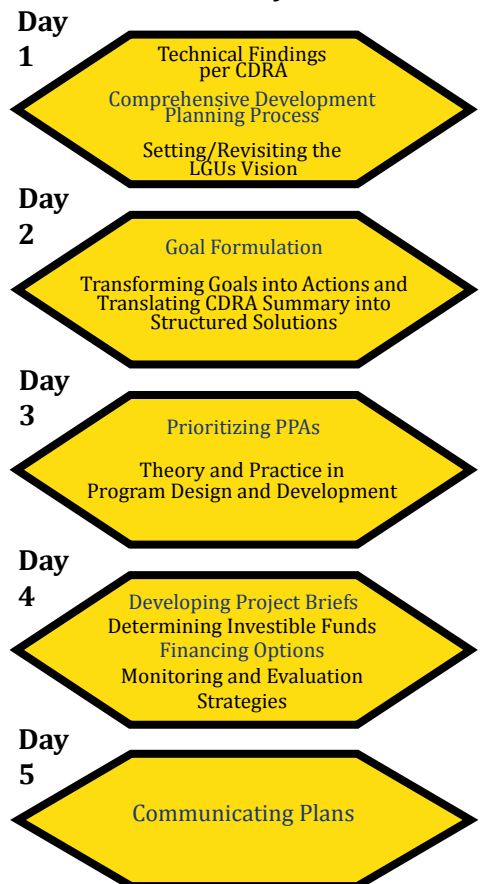 Day
1
Technical Findings
per CDRA
Comprehensive Development
Planning Process
Setting/Revisiting the
LGUs Vision
Day
2
Goal Formulation
Transforming Goals into Actions and
Translating CDRA Summary into
Structured Solutions
Day
3
Prioritizing PPAs
Theory and Practice in
Program Design and Development
Day
4
Developing Project Briefs
Determining Investible Funds
Financing Options
Monitoring and Evaluation
Strategies
Day
5
Communicating Plans